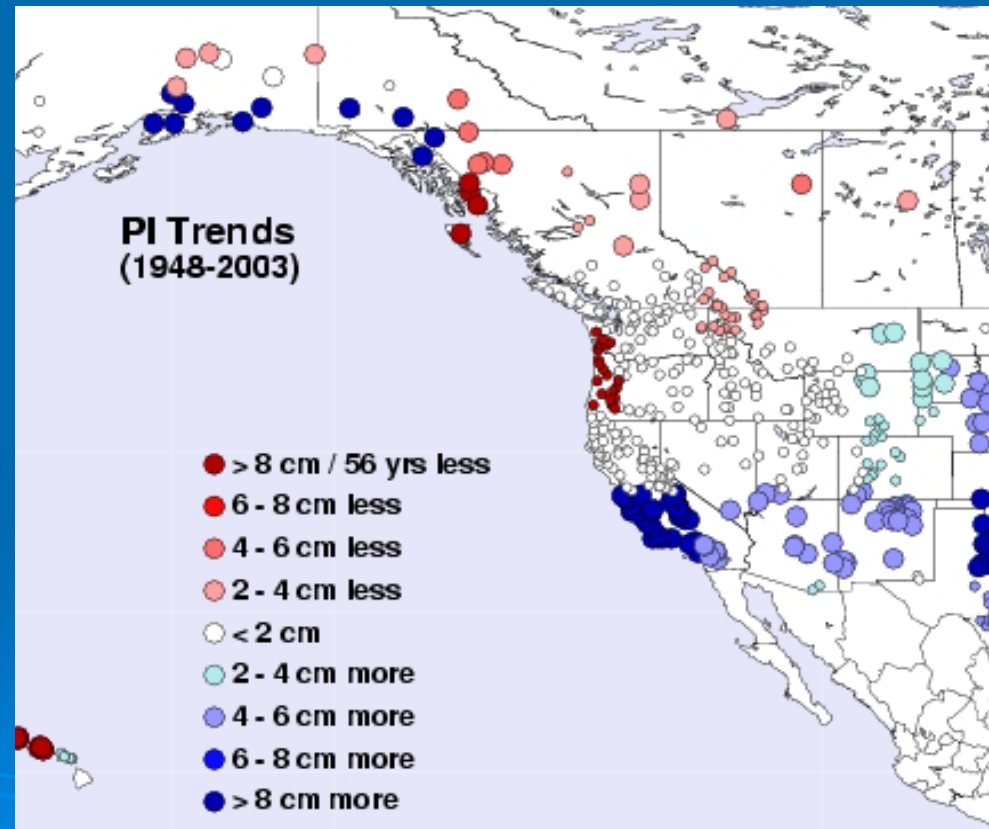 PI Trends
(1948-2003)
> 8 cm / 56 yrs less
6 - 8 cm less
4 - 6 cm less
2 - 4 cm less
< 2 cm
2 - 4 cm more
4 - 6 cm more
6 - 8 cm more
> 8 cm more